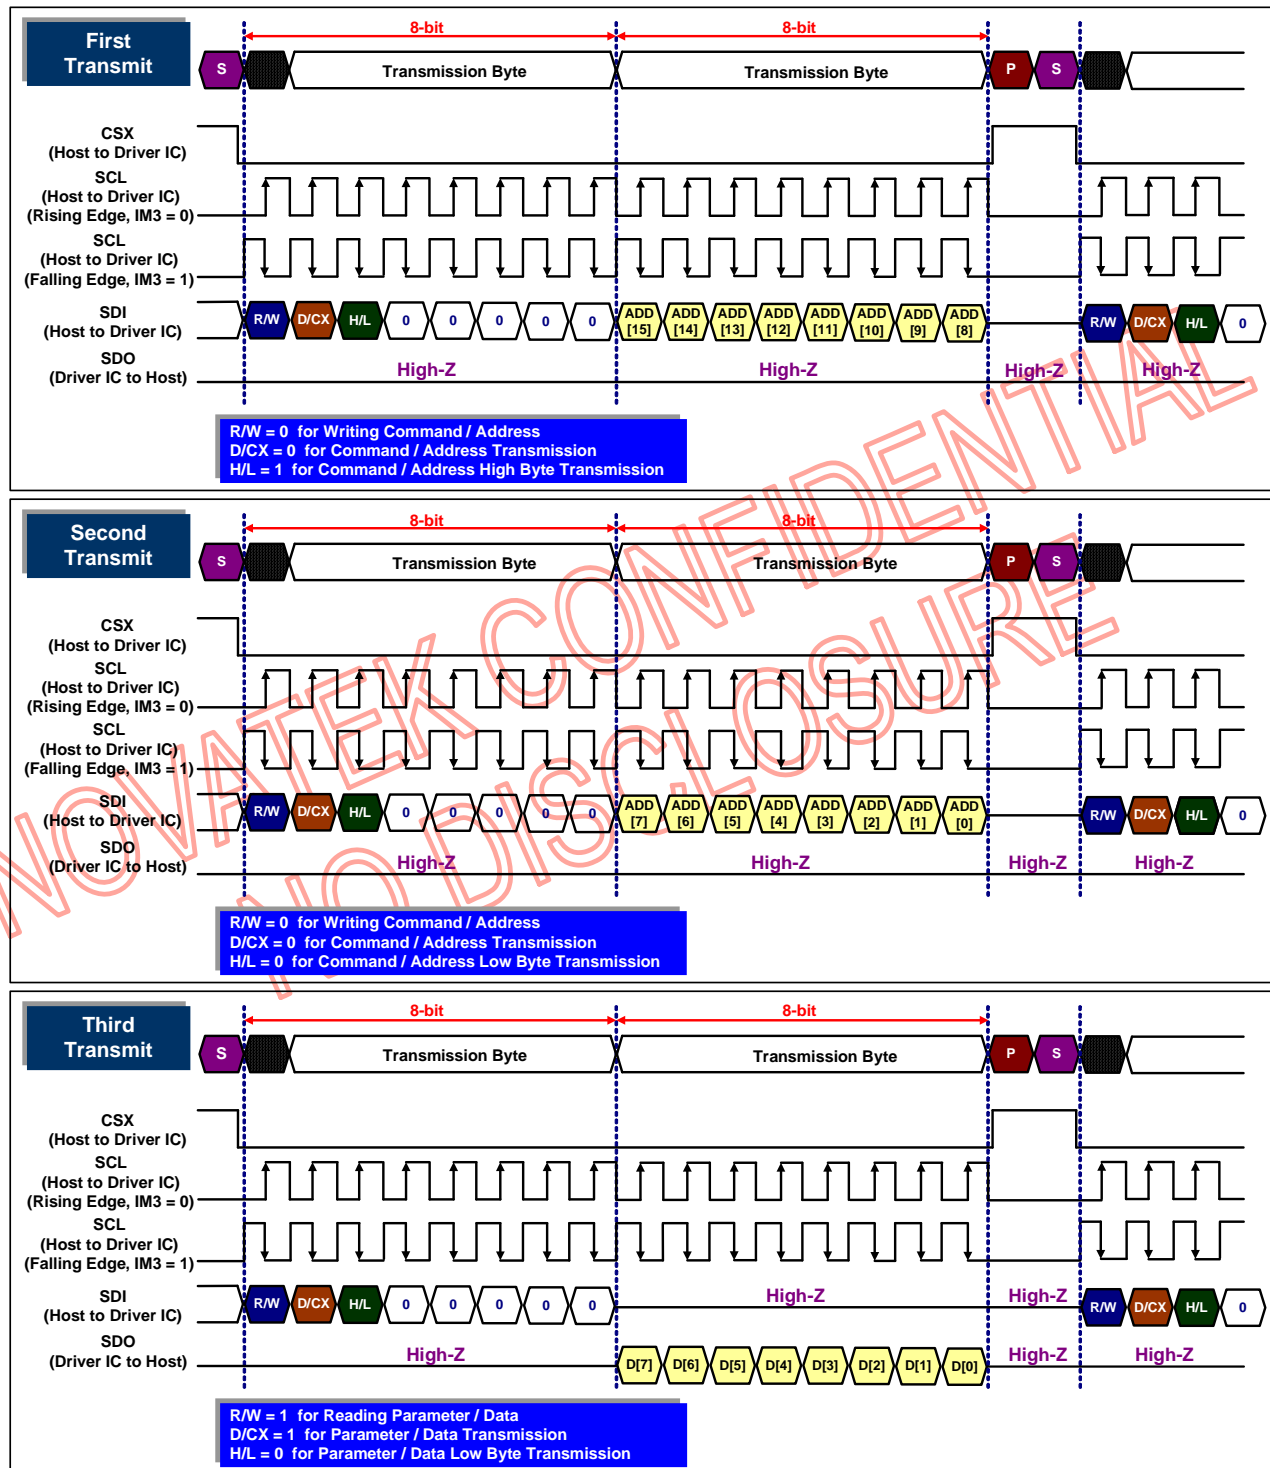 First
Transmit
8-bit
8-bit
S
Transmission Byte
Transmission Byte
P
S
CSX
(Host to Driver IC)
SCL
(Host to Driver IC)
(Rising Edge, IM3 = 0)
SCL
(Host to Driver IC)
(Falling Edge, IM3 = 1)
SDI
(Host to Driver IC)
R/W D/CX H/L 0 0 0 0 0
ADD [15] ADD [14] ADD [13] ADD [12] ADD [11] ADD [10] ADD [9] ADD [8]
R/W D/CX H/L 0
SDO
(Driver IC to Host)
High-Z High-Z High-Z High-Z
R/W = 0 for Writing Command / Address
D/CX = 0 for Command / Address Transmission
H/L = 1 for Command / Address High Byte Transmission
Second
Transmit
8-bit
8-bit
S
Transmission Byte
Transmission Byte
P
S
CSX
(Host to Driver IC)
SCL
(Host to Driver IC)
(Rising Edge, IM3 = 0)
SCL
(Host to Driver IC)
(Falling Edge, IM3 = 1)
SDI
(Host to Driver IC)
R/W D/CX H/L 0 0 0 0 0
ADD [7] ADD [6] ADD [5] ADD [4] ADD [3] ADD [2] ADD [1] ADD [0]
R/W D/CX H/L 0
SDO
(Driver IC to Host)
High-Z High-Z High-Z High-Z
R/W = 0 for Writing Command / Address
D/CX = 0 for Command / Address Transmission
H/L = 0 for Command / Address Low Byte Transmission
Third
Transmit
8-bit
8-bit
S
Transmission Byte
Transmission Byte
P
S
CSX
(Host to Driver IC)
SCL
(Host to Driver IC)
(Rising Edge, IM3 = 0)
SCL
(Host to Driver IC)
(Falling Edge, IM3 = 1)
SDI
(Host to Driver IC)
R/W D/CX H/L 0 0 0 0 0
High-Z High-Z
R/W D/CX H/L 0
SDO
(Driver IC to Host)
High-Z
D[7] D[6] D[5] D[4] D[3] D[2] D[1] D[0]
High-Z High-Z
R/W = 1 for Reading Parameter / Data
D/CX = 1 for Parameter / Data Transmission
H/L = 0 for Parameter / Data Low Byte Transmission
NOVATEK CONFIDENTIAL
NO DISCLOSURE